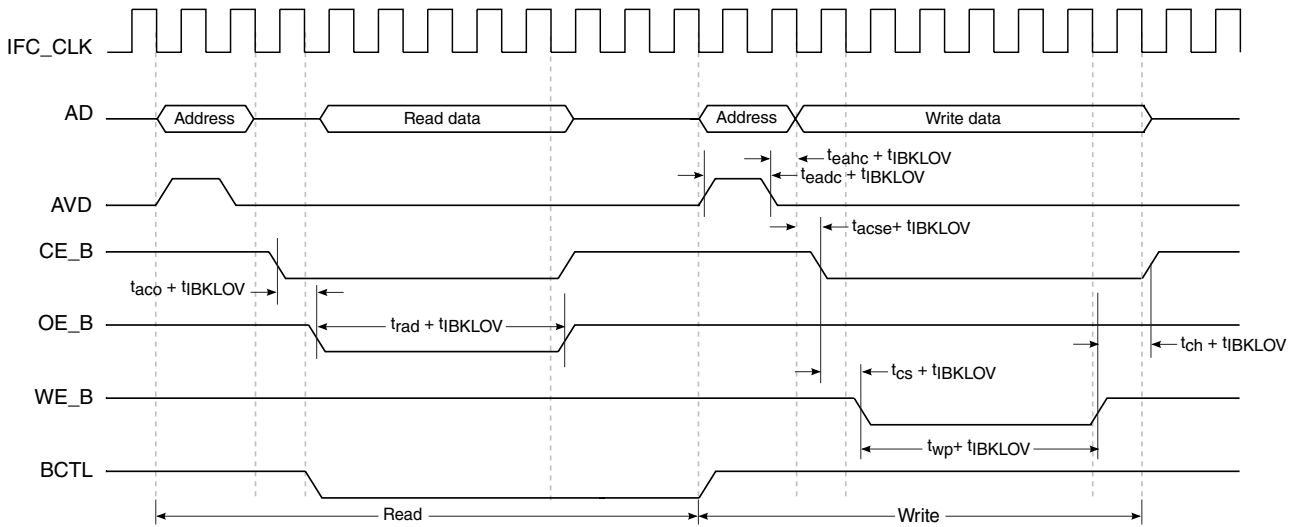 IFC_CLK
AD
Address
Read data
Address
Write data
teahc + tIBKLOV
teadc + tIBKLOV
AVD
tacse+ tIBKLOV
CE_B
taco + tIBKLOV
OE_B
trad + tIBKLOV
tch + tIBKLOV
tcs + tIBKLOV
WE_B
twp+ tIBKLOV
BCTL
Read
Write